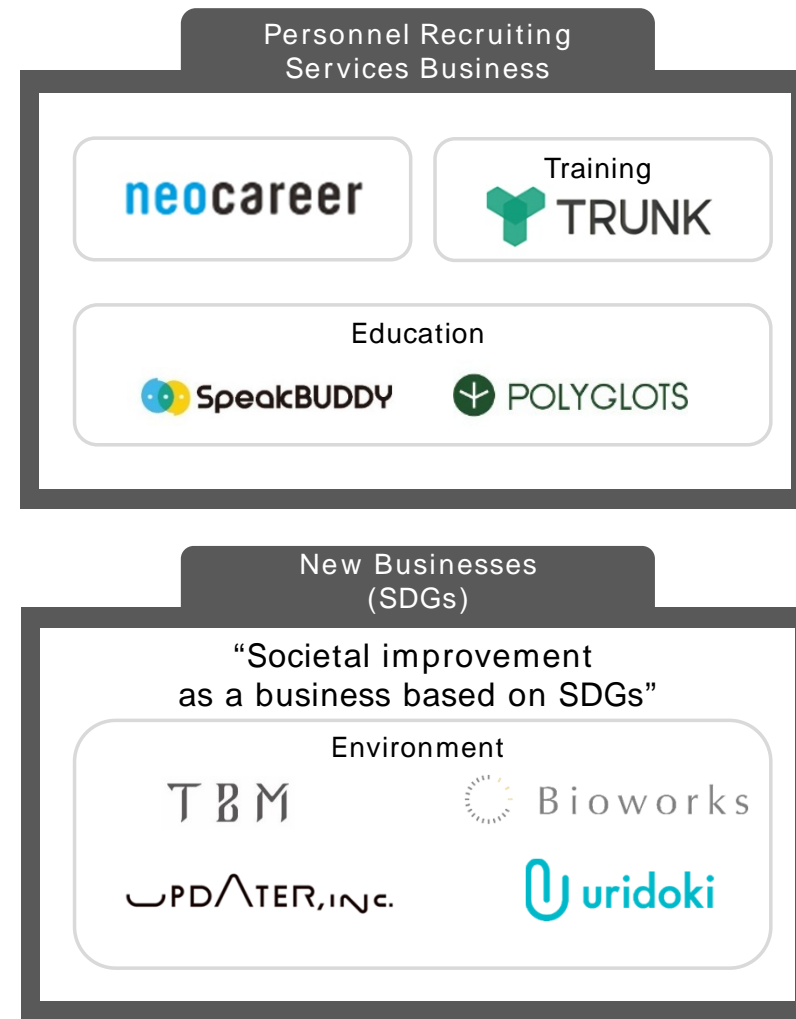 Personnel Recruiting
Services Business
neocareer
Training
TRUNK
Education
SpeakBUDDY
POLYGLOTS
New Businesses
(SDGs)
“Societal improvement
as a business based on SDGs”
Environment
TBM
Bioworks
UPDATER, INC.
uridoki